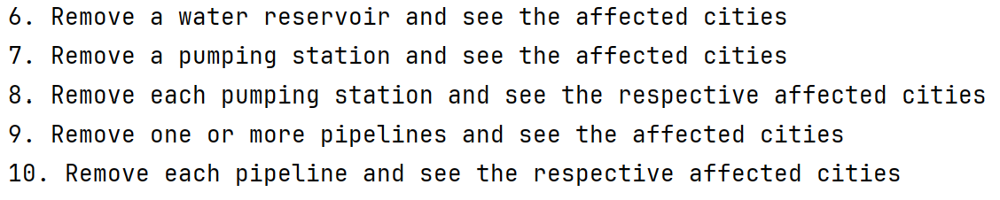 6. Remove a water reservoir and see the affected cities
7. Remove a pumping station and see the affected cities
8. Remove each pumping station and see the respective affected cities
9. Remove one or more pipelines and see the affected cities
10. Remove each pipeline and see the respective affected cities